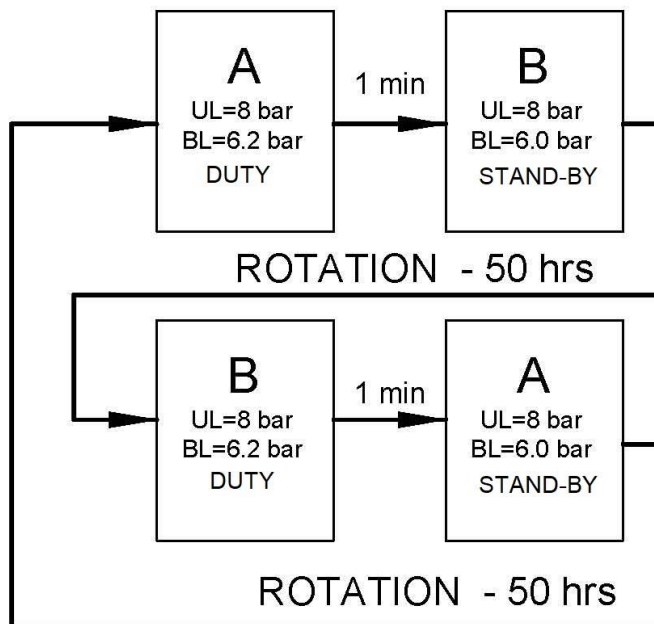 A
UL=8 bar
BL=6.2 bar
DUTY
1 min
B
UL=8 bar
BL=6.0 bar
STAND-BY
ROTATION - 50 hrs
B
UL=8 bar
BL=6.2 bar
DUTY
1 min
A
UL=8 bar
BL=6.0 bar
STAND-BY
ROTATION - 50 hrs